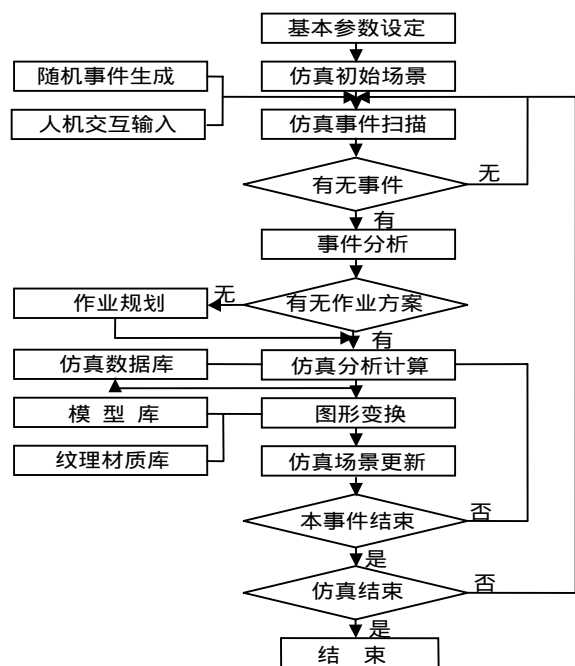 基本参数设定
随机事件生成
仿真初始场景
人机交互输入
仿真事件扫描
有无事件
无
有
事件分析
作业规划
无
有无作业方案
有
仿真数据库
仿真分析计算
模 型 库
图形变换
纹理材质库
仿真场景更新
本事件结束
否
是
仿真结束
否
是
结 束